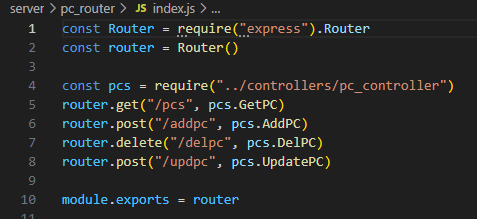 server > pc_router > JS index.js > ...
1 const Router = require("express").Router
2 const router = Router()
3
4 const pcs = require("../controllers/pc_controller")
5 router.get("/pcs", pcs.GetPC)
6 router.post("/addpc", pcs.AddPC)
7 router.delete("/delpc", pcs.DelPC)
8 router.post("/updpc", pcs.UpdatePC)
9
10 module.exports = router
11